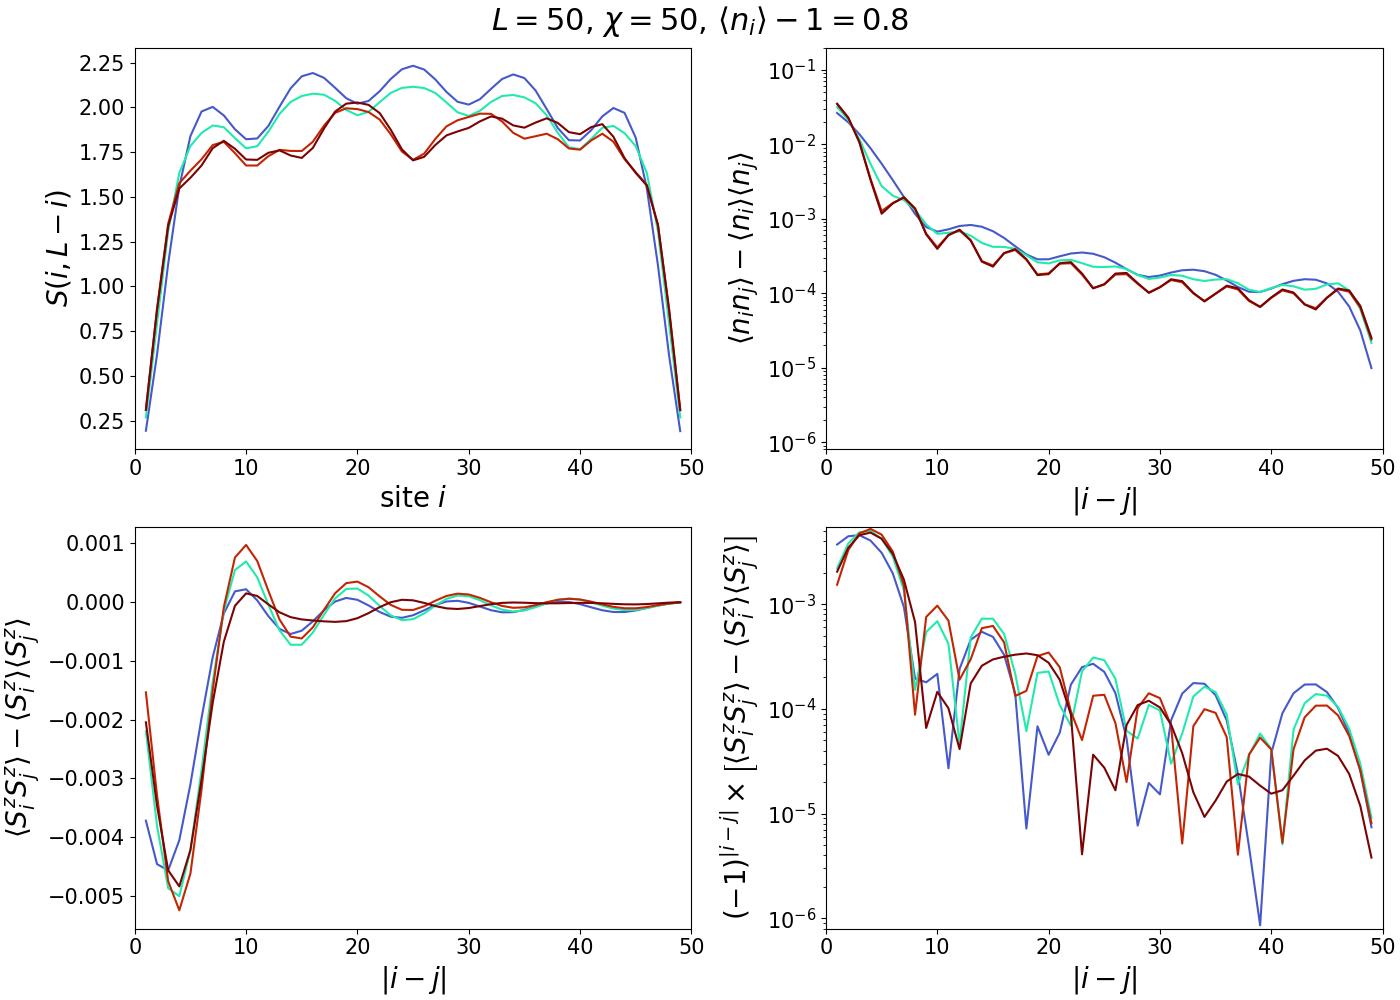 L = 50, χ = 50, ⟨n_i⟩ − 1 = 0.8
2.25
2.00
1.75
1.50
1.25
1.00
0.75
0.50
0.25
S(i, L − i)
0 10 20 30 40 50
site i
10⁻¹
10⁻²
10⁻³
10⁻⁴
10⁻⁵
10⁻⁶
⟨n_i n_j⟩ − ⟨n_i⟩⟨n_j⟩
0 10 20 30 40 50
|i − j|
0.001
0.000
−0.001
−0.001
−0.002
−0.003
−0.004
−0.005
⟨S_i^z S_j^z⟩ − ⟨S_i^z⟩⟨S_j^z⟩
0 10 20 30 40 50
|i − j|
10⁻³
10⁻⁴
10⁻⁵
10⁻⁶
(−1)^{|i−j|} × [⟨S_i^z S_j^z⟩ − ⟨S_i^z⟩⟨S_j^z⟩]
0 10 20 30 40 50
|i − j|